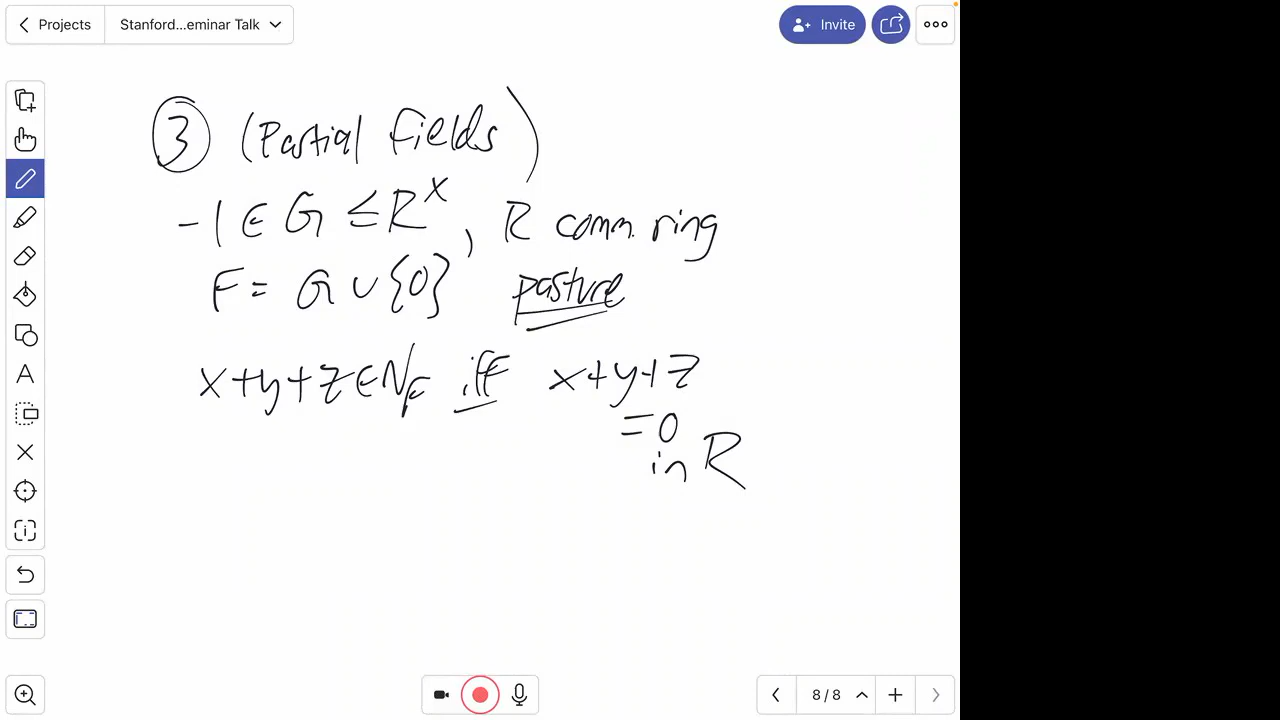 Projects
Stanford...eminar Talk
Invite
③ (Partial Fields)
-1 ∈ G ≤ R^×, R comm. ring
F = G ∪ {0} pasture
x+y+z ∈ N_F iff x+y+z
=0
in R
A
8 / 8